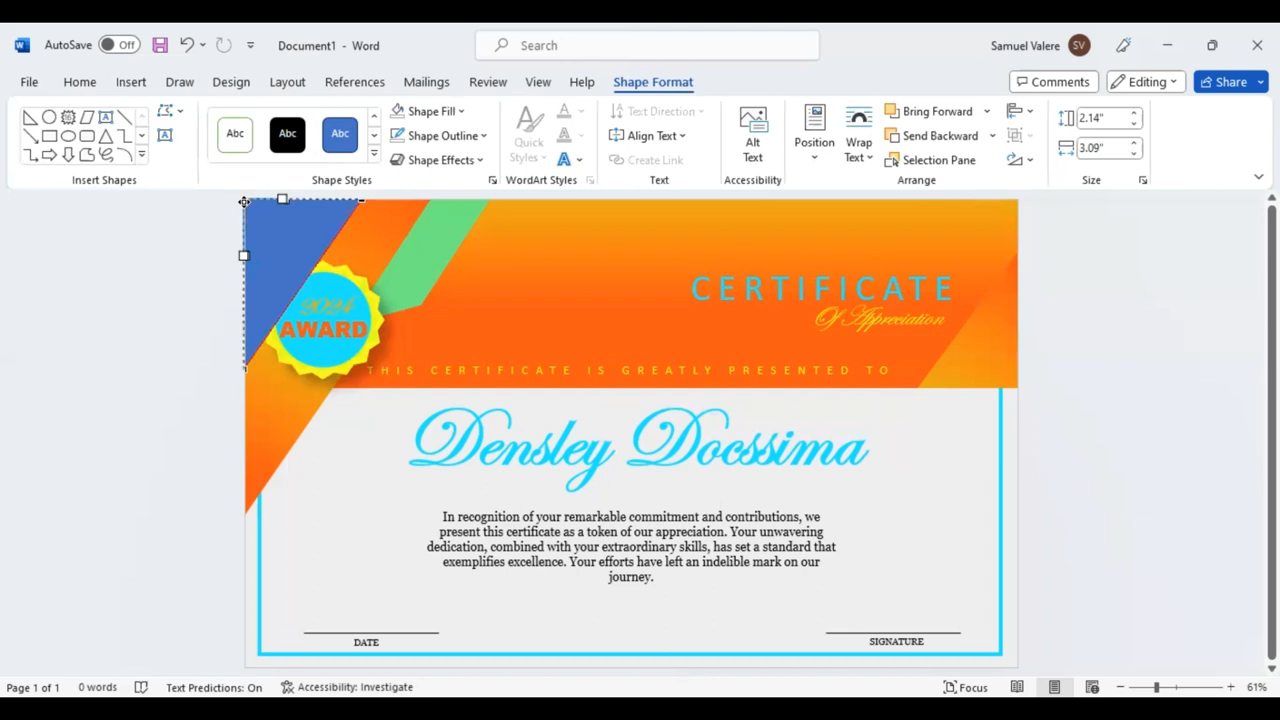 AutoSave Off Document1 - Word Search Samuel Valere SV
File Home Insert Draw Design Layout References Mailings Review View Help Shape Format Comments Editing Share
Abc Abc Abc
Shape Fill
Shape Outline
Shape Effects
Quick Styles
Text Direction
Align Text
Create Link
Alt Text
Position
Wrap Text
Bring Forward
Send Backward
Selection Pane
2.14"
3.09"
Insert Shapes Shape Styles WordArt Styles Text Accessibility Arrange Size
CERTIFICATE
Of Appreciation
2024
AWARD
THIS CERTIFICATE IS GREATLY PRESENTED TO
Densley Docssima
In recognition of your remarkable commitment and contributions, we
present this certificate as a token of our appreciation. Your unwavering
dedication, combined with your extraordinary skills, has set a standard that
exemplifies excellence. Your efforts have left an indelible mark on our
journey.
DATE SIGNATURE
Page 1 of 1 0 words Text Predictions: On Accessibility: Investigate Focus 61%